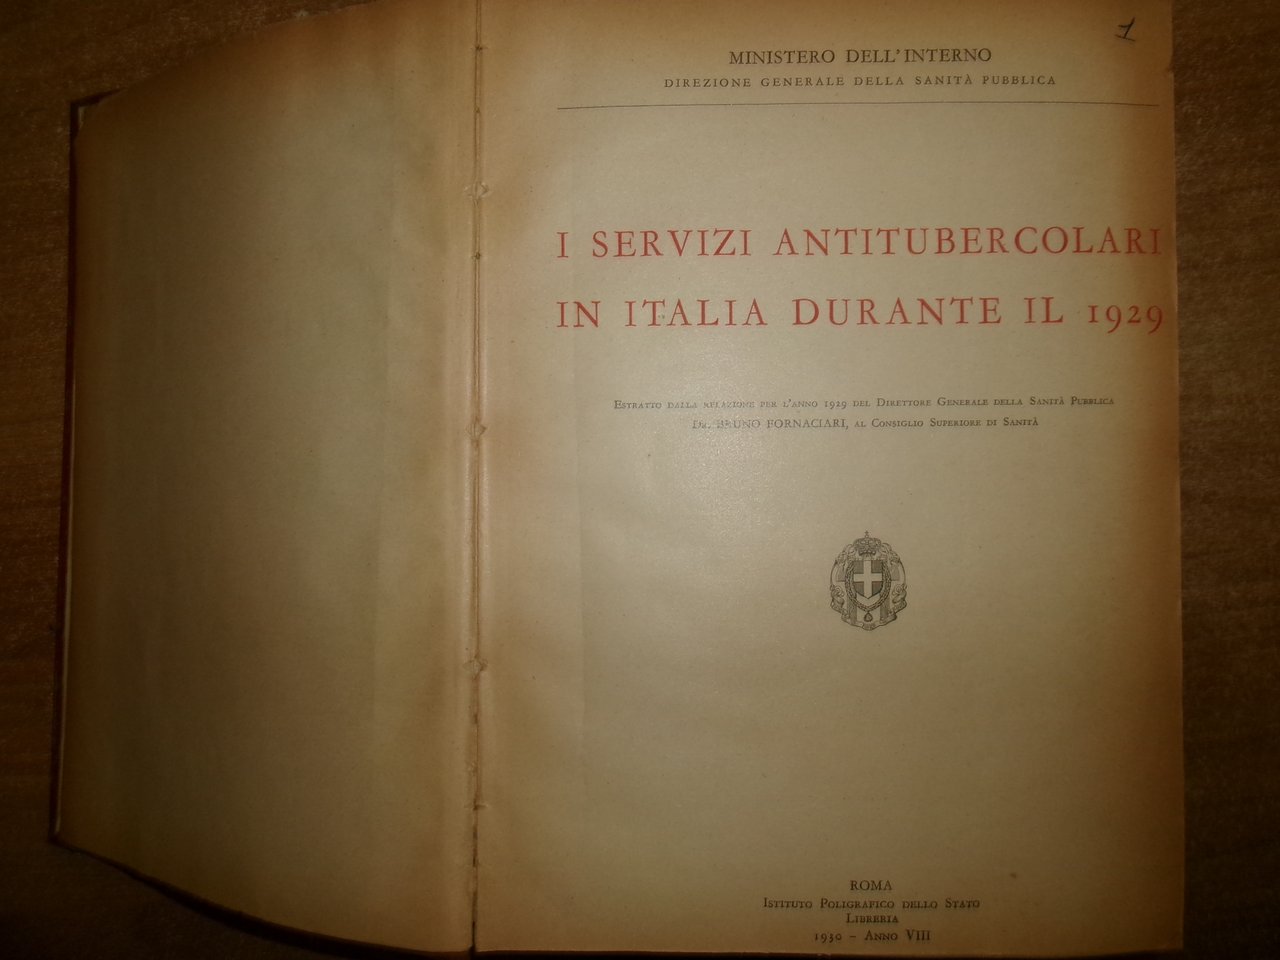 1
MINISTERO DELL'INTERNO
DIREZIONE GENERALE DELLA SANITÀ PUBBLICA
I SERVIZI ANTITUBERCOLARI
IN ITALIA DURANTE IL 1929
ESTRATTO DALLA RELAZIONE PER L'ANNO 1929 DEL DIRETTORE GENERALE DELLA SANITÀ PUBBLICA
DR. BRUNO FORNACIARI, AL CONSIGLIO SUPERIORE DI SANITÀ
ROMA
ISTITUTO POLIGRAFICO DELLO STATO
LIBRERIA
1930 - ANNO VIII